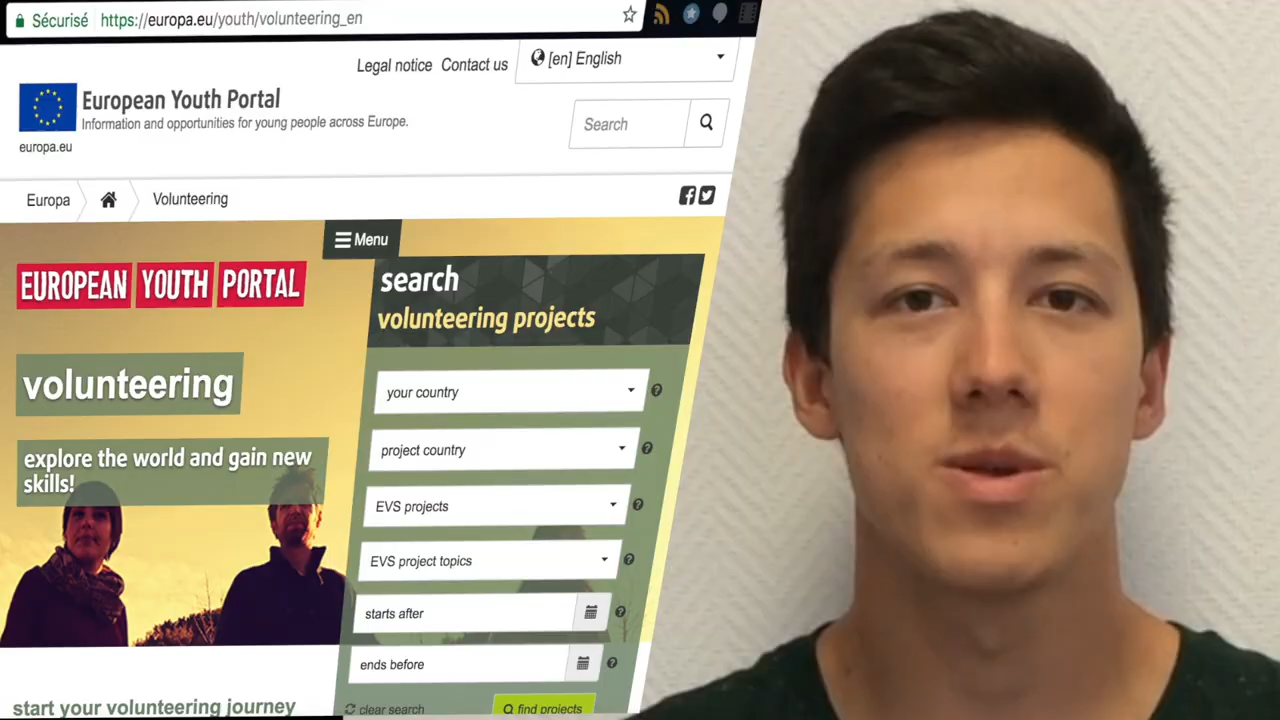 Sécurisé https://europa.eu/youth/volunteering_en
Legal notice Contact us
[en] English
European Youth Portal
Information and opportunities for young people across Europe.
europa.eu
Search
Europa
Volunteering
Menu
EUROPEAN YOUTH PORTAL
volunteering
explore the world and gain new
skills!
search
volunteering projects
your country
project country
EVS projects
EVS project topics
starts after
ends before
clear search
find projects
start your volunteering journey